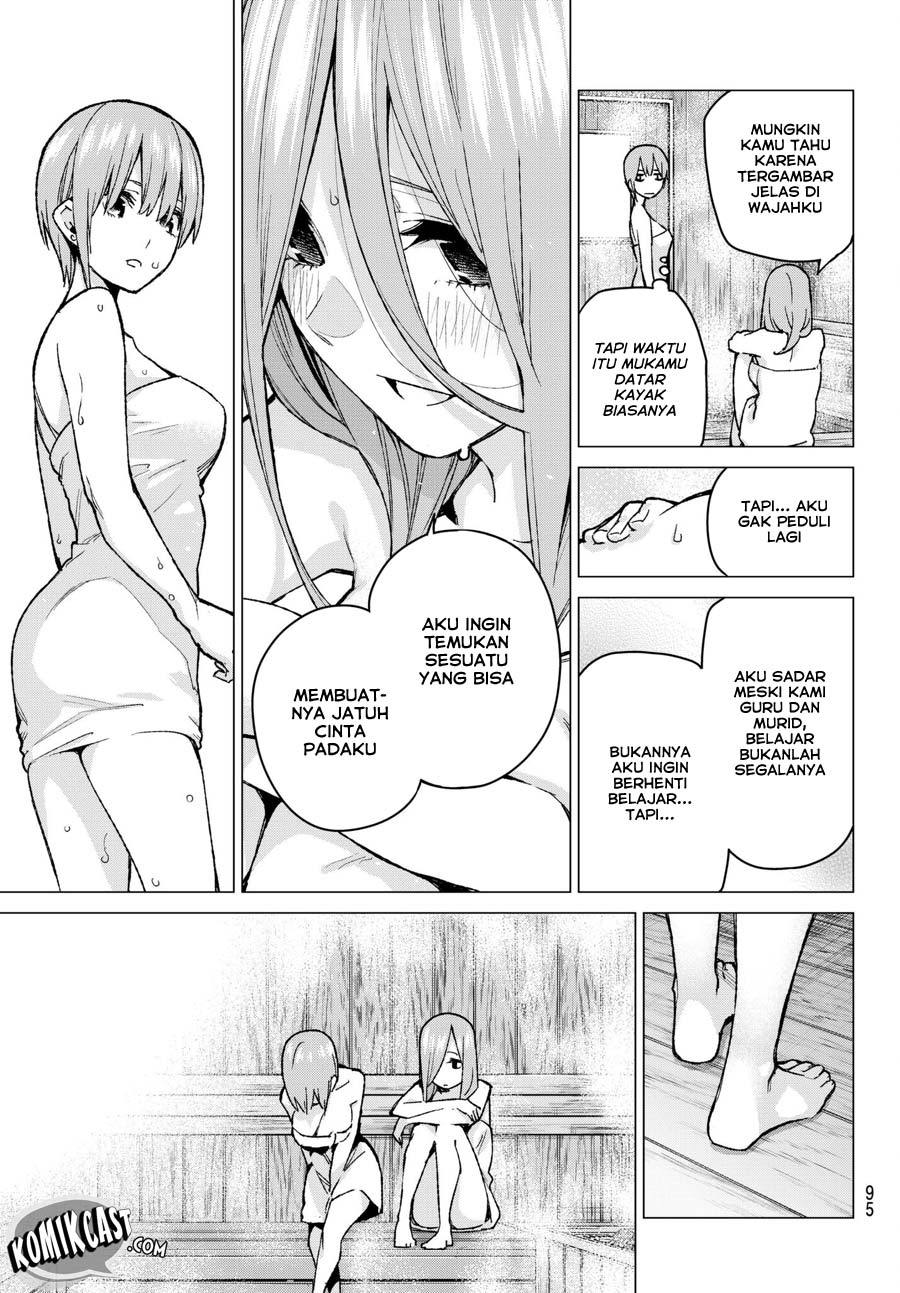 MUNGKIN
KAMU TAHU
KARENA
TERGAMBAR
JELAS DI
WAJAHKU
TAPI WAKTU
ITU MUKAMU
DATAR
KAYAK
BIASANYA
TAPI... AKU
GAK PEDULI
LAGI
AKU SADAR
MESKI KAMI
GURU DAN
MURID,
BELAJAR
BUKANLAH
SEGALANYA
BUKANNYA
AKU INGIN
BERHENTI
BELAJAR...
TAPI...
AKU INGIN
TEMUKAN
SESUATU
YANG BISA
MEMBUAT-
NYA JATUH
CINTA
PADAKU
95
KOMIKCAST
.COM